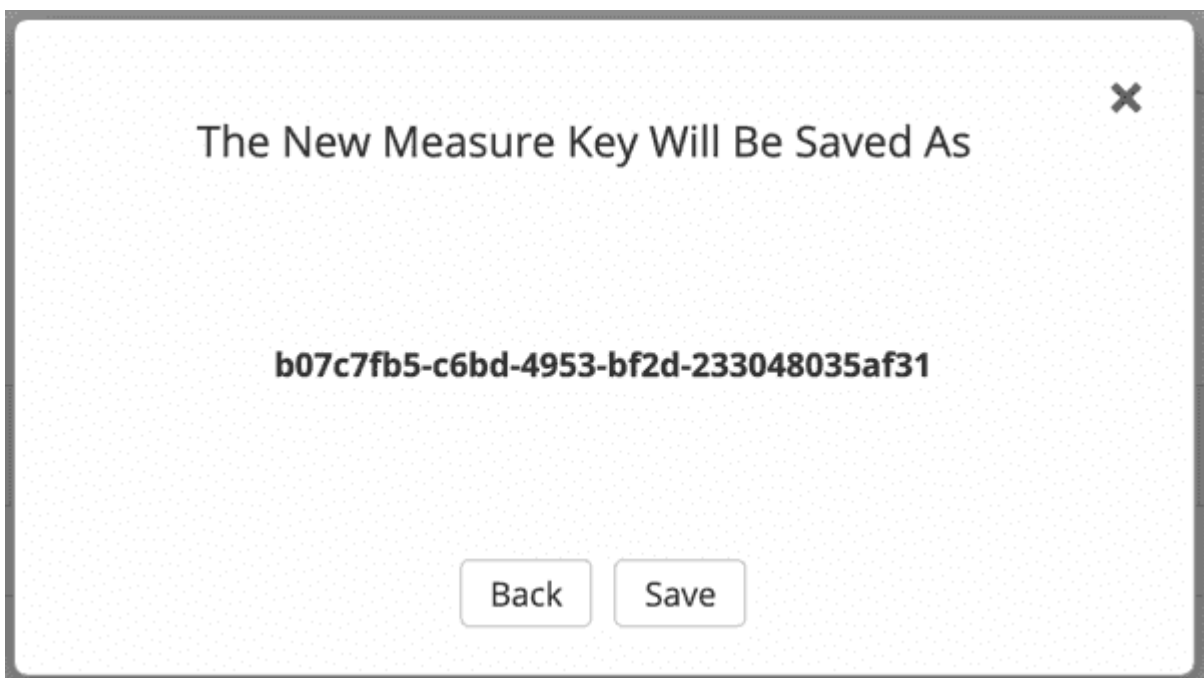 The New Measure Key Will Be Saved As
b07c7fb5-c6bd-4953-bf2d-233048035af31
Back Save